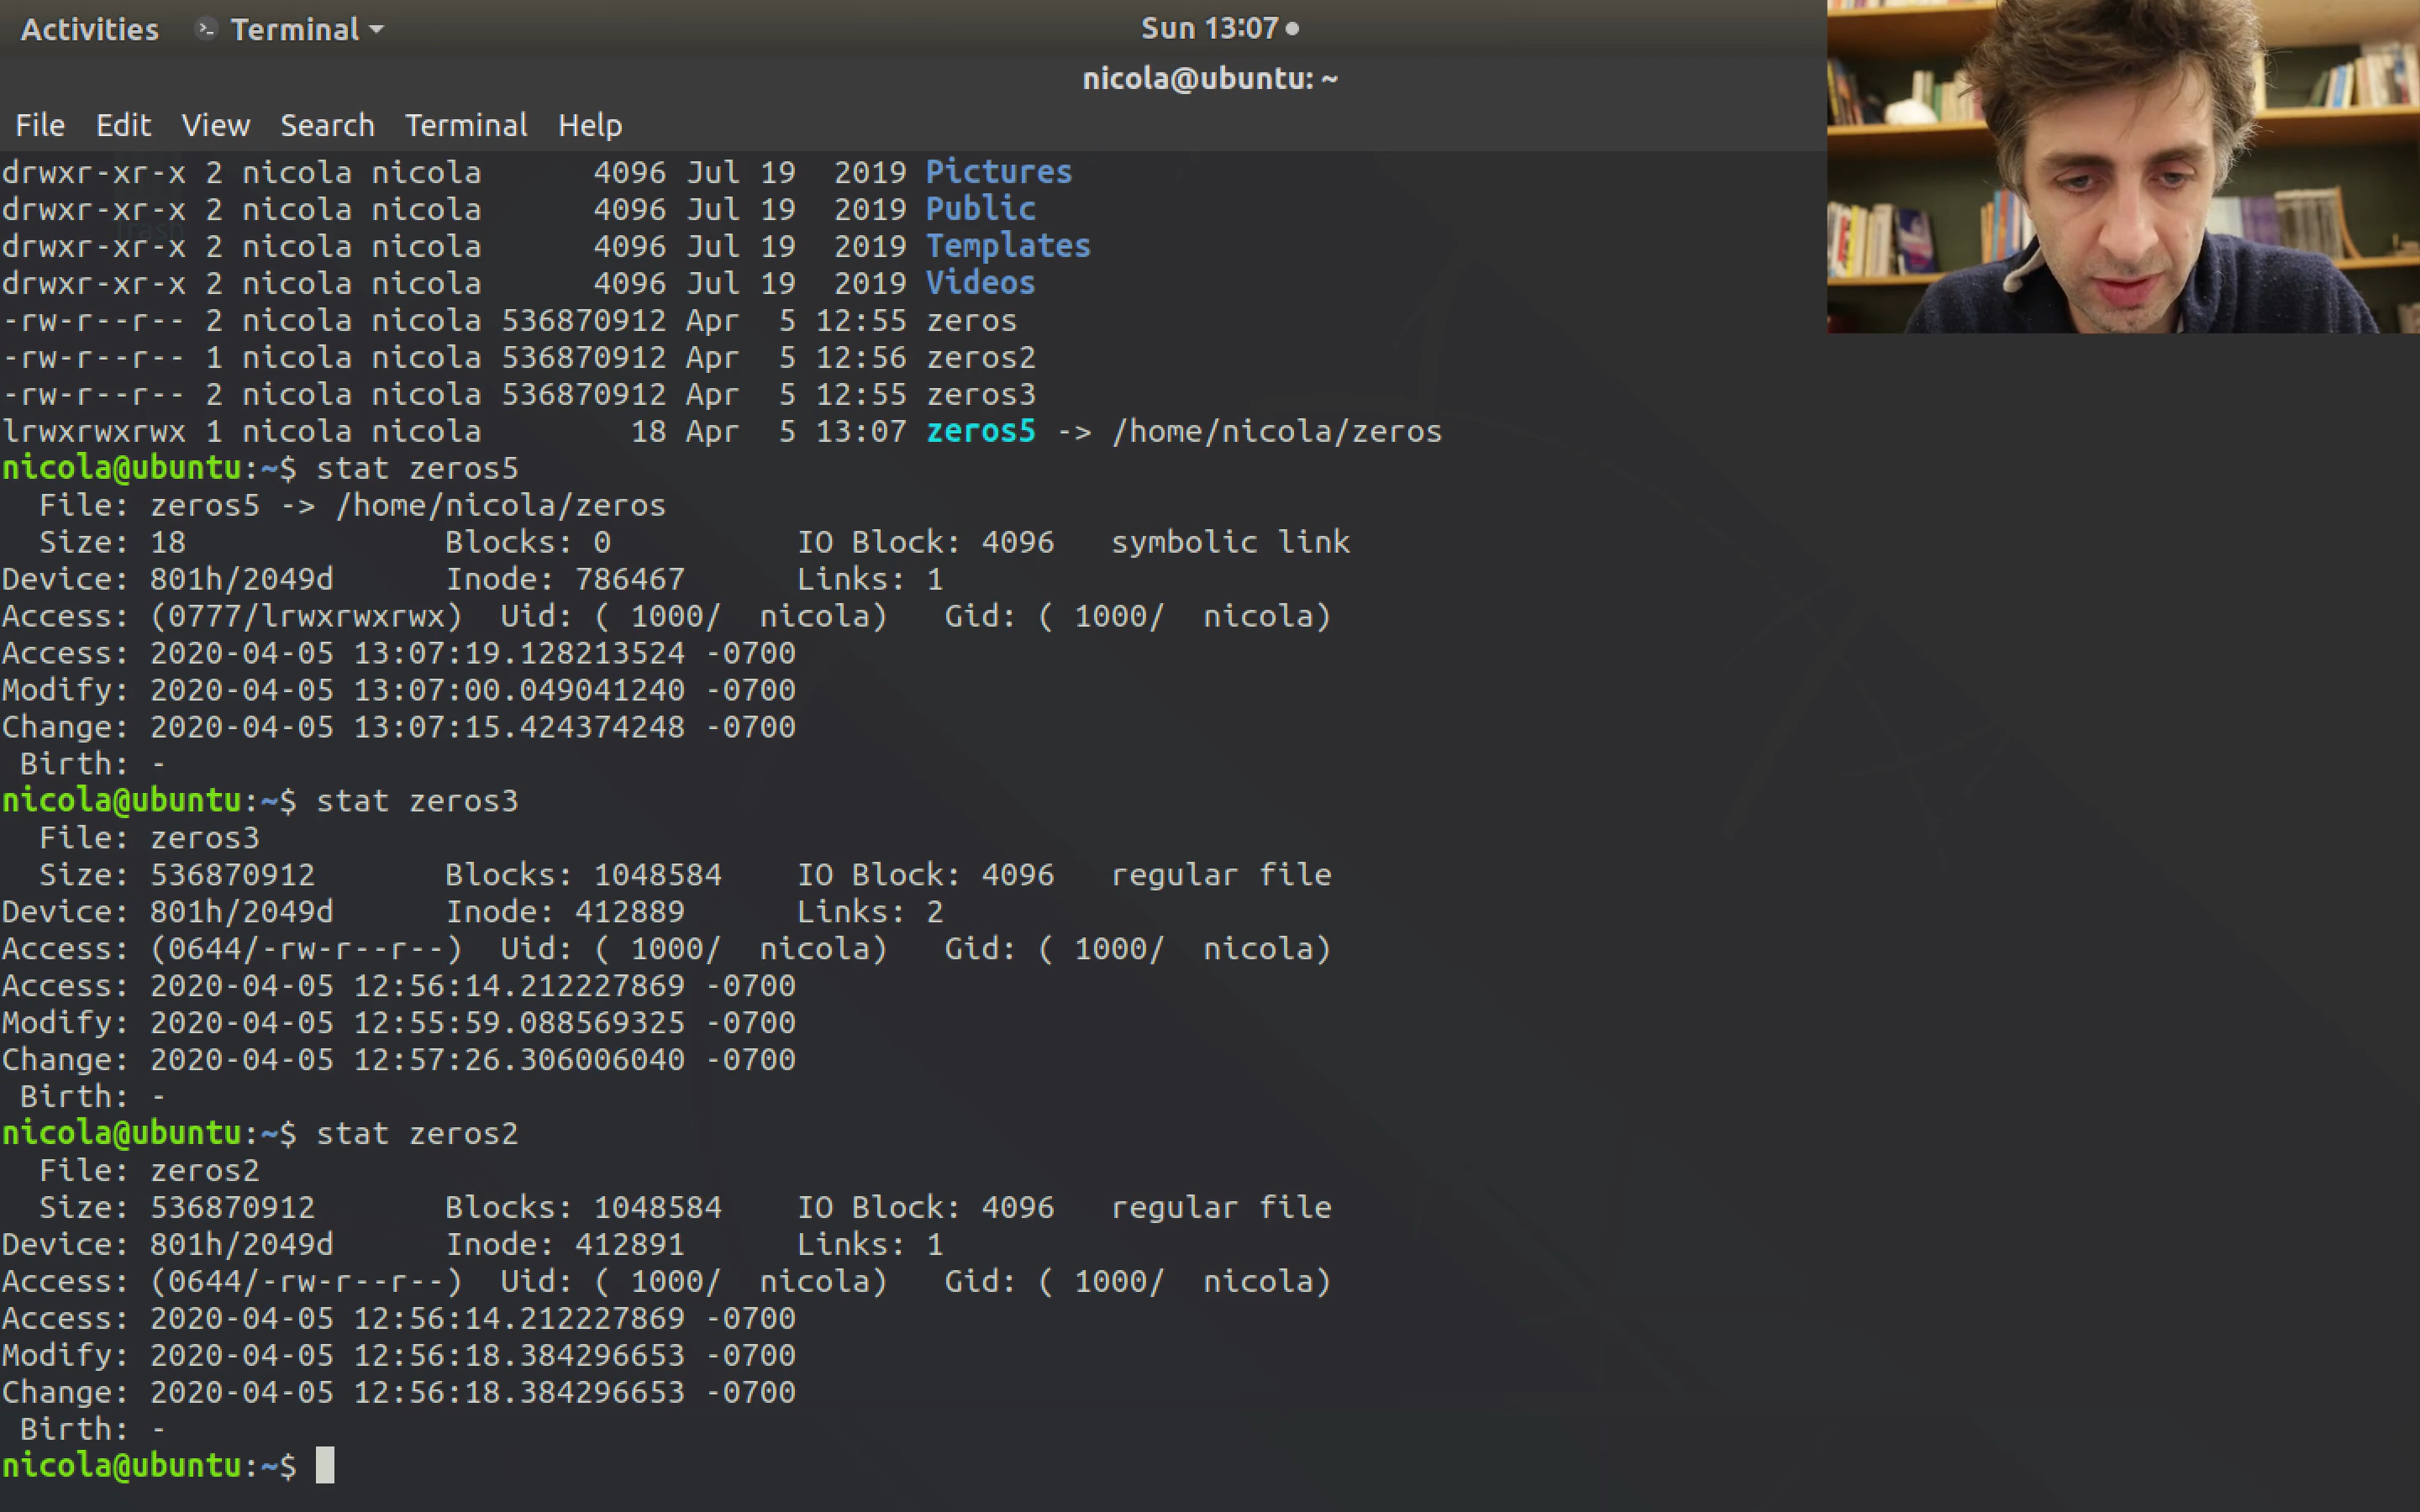 Activities Terminal Sun 13:07
nicola@ubuntu: ~
File Edit View Search Terminal Help
drwxr-xr-x 2 nicola nicola      4096 Jul 19  2019 Pictures
drwxr-xr-x 2 nicola nicola      4096 Jul 19  2019 Public
Trash
drwxr-xr-x 2 nicola nicola      4096 Jul 19  2019 Templates
drwxr-xr-x 2 nicola nicola      4096 Jul 19  2019 Videos
-rw-r--r-- 2 nicola nicola 536870912 Apr  5 12:55 zeros
-rw-r--r-- 1 nicola nicola 536870912 Apr  5 12:56 zeros2
-rw-r--r-- 2 nicola nicola 536870912 Apr  5 12:55 zeros3
lrwxrwxrwx 1 nicola nicola        18 Apr  5 13:07 zeros5 -> /home/nicola/zeros
nicola@ubuntu:~$ stat zeros5
  File: zeros5 -> /home/nicola/zeros
  Size: 18              Blocks: 0          IO Block: 4096   symbolic link
Device: 801h/2049d      Inode: 786467      Links: 1
Access: (0777/lrwxrwxrwx)  Uid: ( 1000/  nicola)   Gid: ( 1000/  nicola)
Access: 2020-04-05 13:07:19.128213524 -0700
Modify: 2020-04-05 13:07:00.049041240 -0700
Change: 2020-04-05 13:07:15.424374248 -0700
 Birth: -
nicola@ubuntu:~$ stat zeros3
  File: zeros3
  Size: 536870912       Blocks: 1048584    IO Block: 4096   regular file
Device: 801h/2049d      Inode: 412889      Links: 2
Access: (0644/-rw-r--r--)  Uid: ( 1000/  nicola)   Gid: ( 1000/  nicola)
Access: 2020-04-05 12:56:14.212227869 -0700
Modify: 2020-04-05 12:55:59.088569325 -0700
Change: 2020-04-05 12:57:26.306006040 -0700
 Birth: -
nicola@ubuntu:~$ stat zeros2
  File: zeros2
  Size: 536870912       Blocks: 1048584    IO Block: 4096   regular file
Device: 801h/2049d      Inode: 412891      Links: 1
Access: (0644/-rw-r--r--)  Uid: ( 1000/  nicola)   Gid: ( 1000/  nicola)
Access: 2020-04-05 12:56:14.212227869 -0700
Modify: 2020-04-05 12:56:18.384296653 -0700
Change: 2020-04-05 12:56:18.384296653 -0700
 Birth: -
nicola@ubuntu:~$